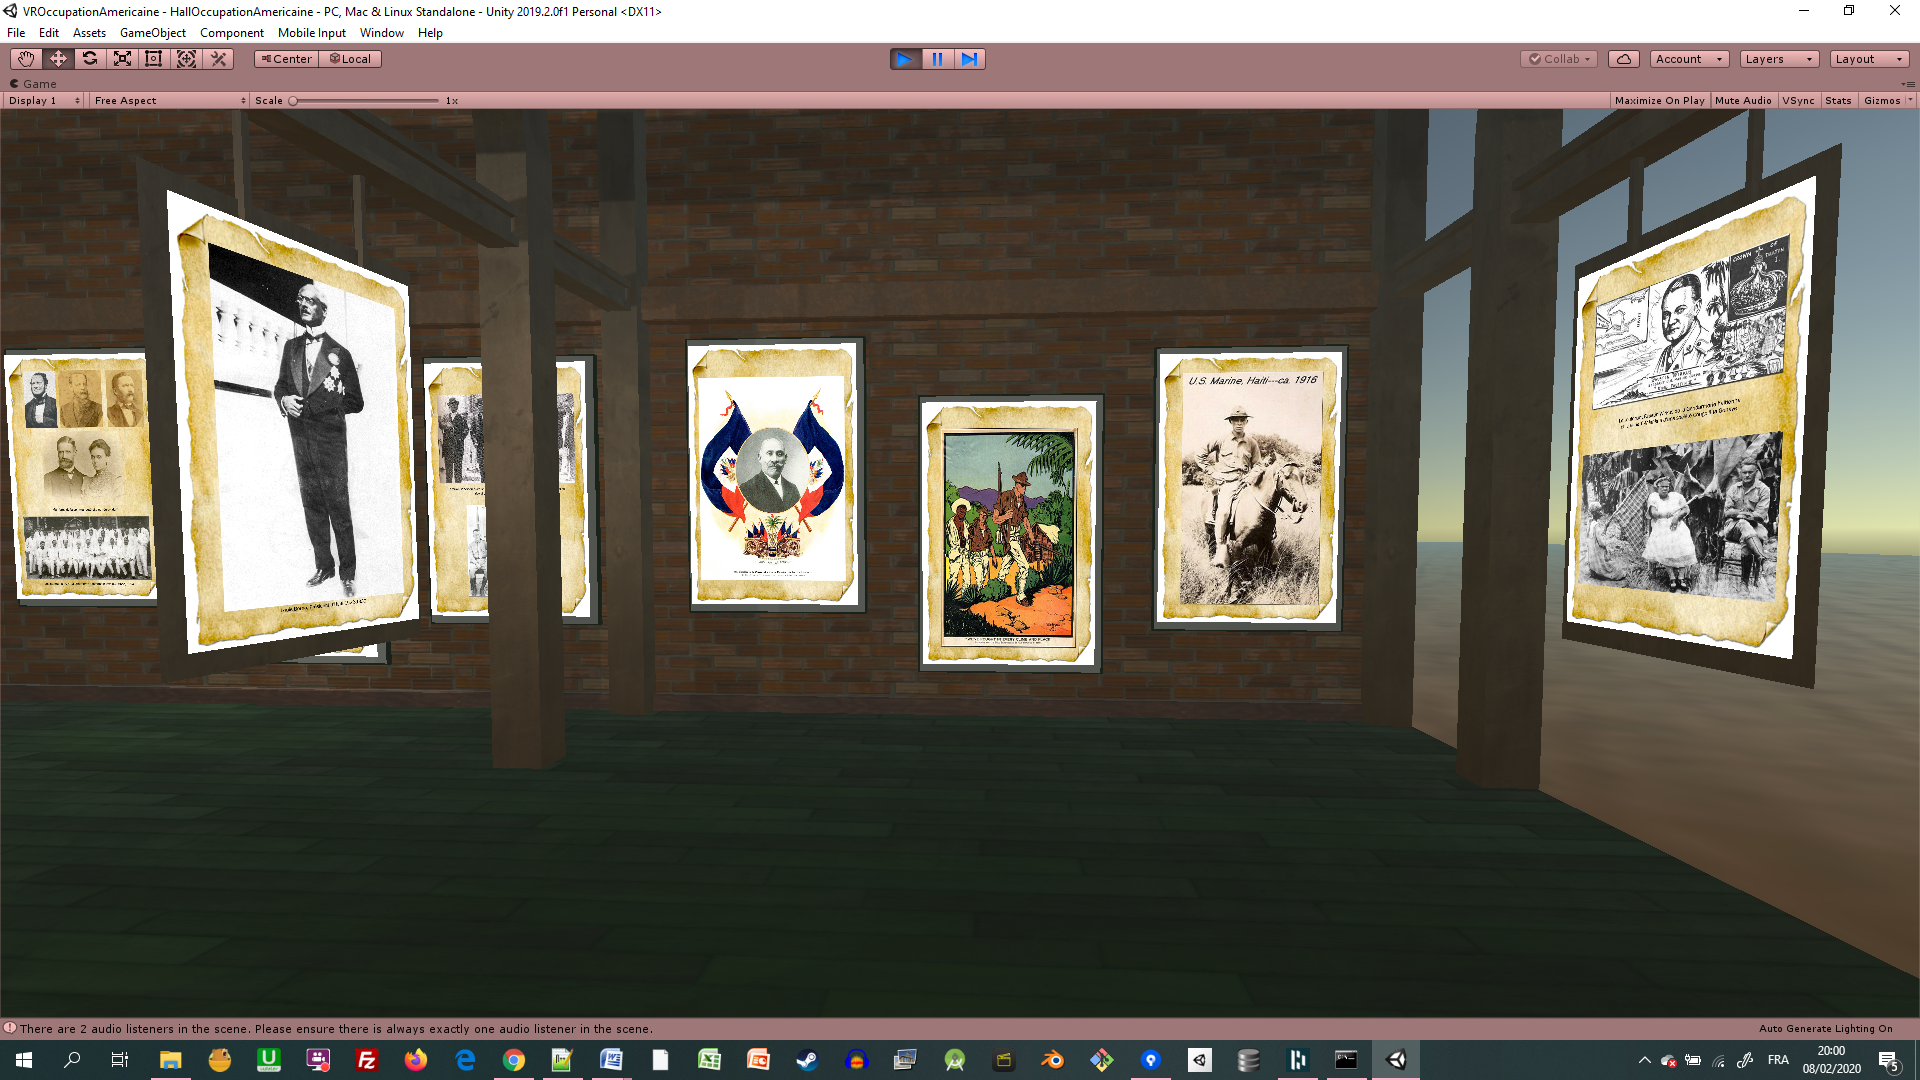 VROccupationAmericaine - HallOccupationAmericaine - PC, Mac & Linux Standalone - Unity 2019.2.0f1 Personal <DX11>
File Edit Assets GameObject Component Mobile Input Window Help
Center Local Collab Account Layers Layout
Game
Display 1 Free Aspect Scale 1x Maximize On Play Mute Audio VSync Stats Gizmos
CROWN OF
U.S. Marine, Haiti---ca. 1916
There are 2 audio listeners in the scene. Please ensure there is always exactly one audio listener in the scene.
Auto Generate Lighting On
FRA
20:00
08/02/2020
5